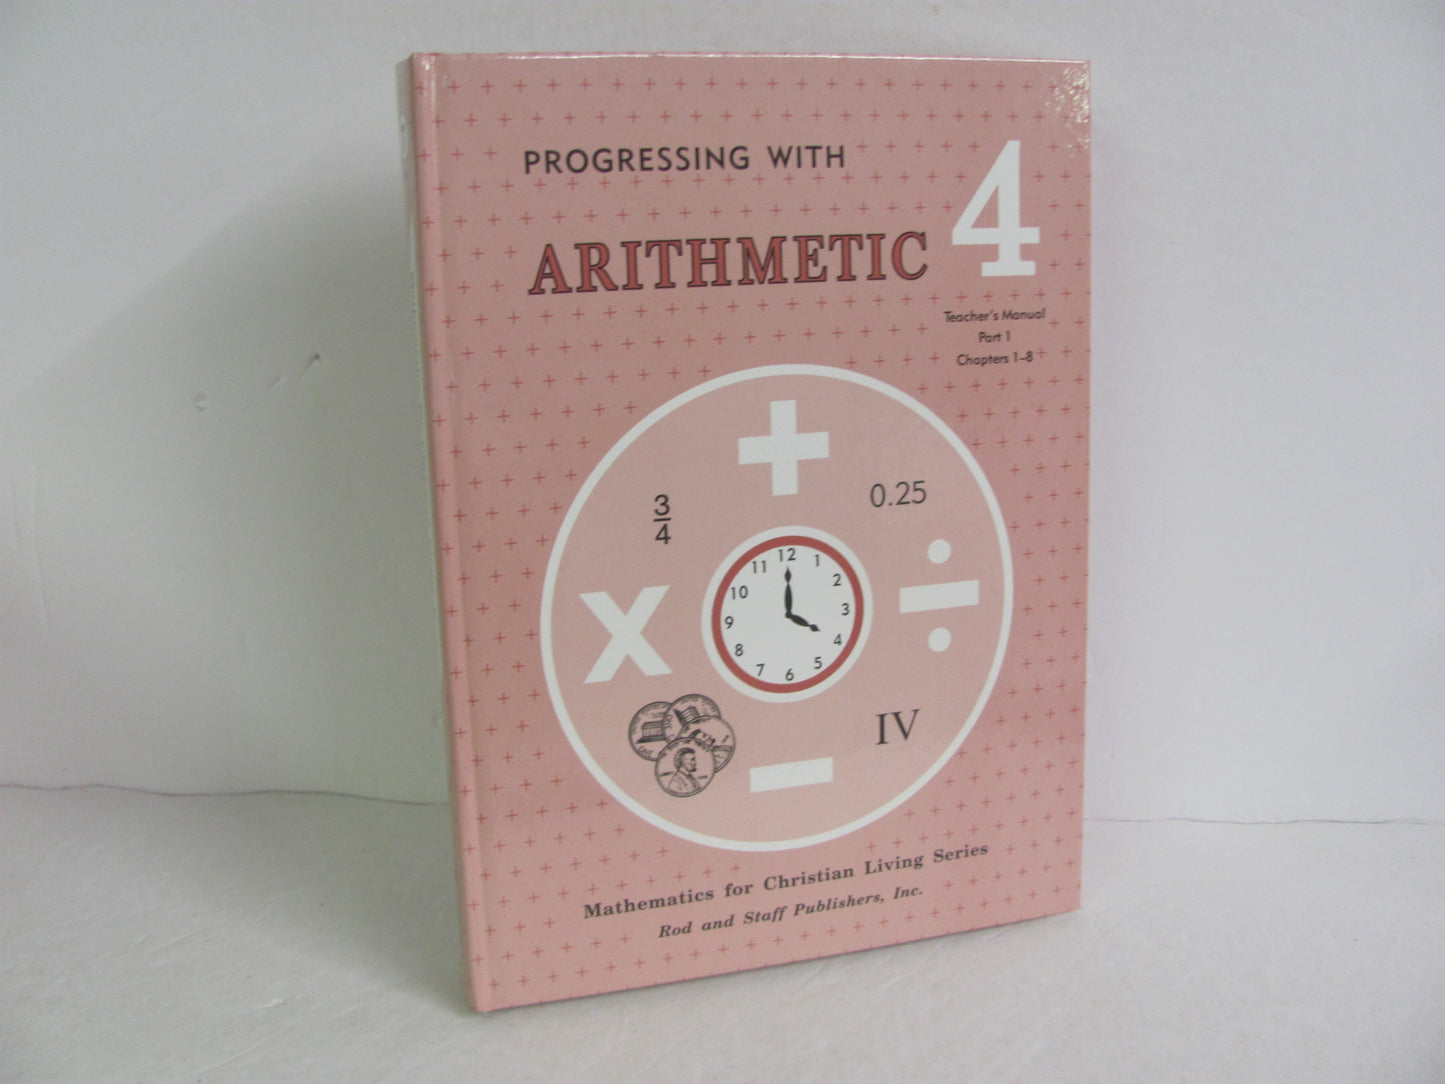 PROGRESSING WITH
ARITHMETIC 4
Teacher's Manual
Part 1
Chapters 1–8
+
3/4
0.25
12
11 1
10 2
9 3
8 4
7 5
6
x
÷
IV
−
Mathematics for Christian Living Series
Rod and Staff Publishers, Inc.